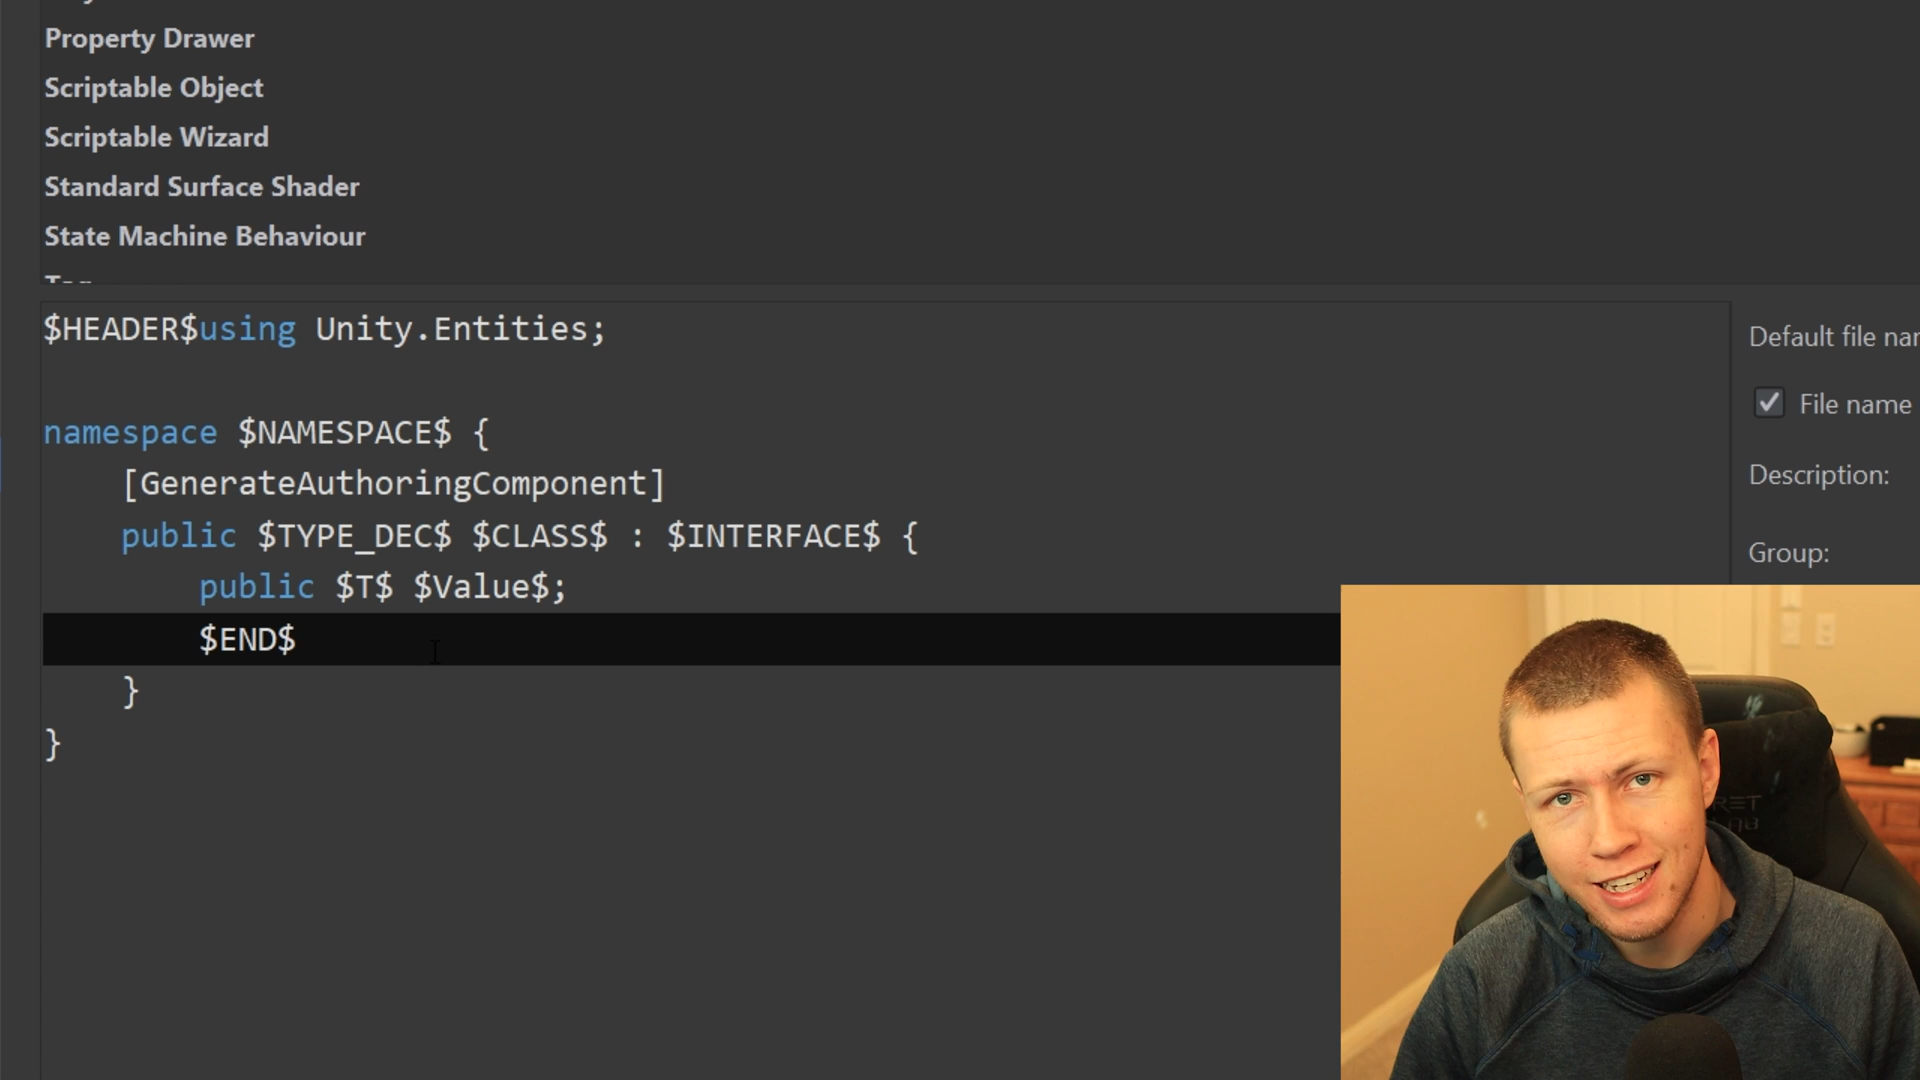 Property Drawer
Scriptable Object
Scriptable Wizard
Standard Surface Shader
State Machine Behaviour
$HEADER$using Unity.Entities;
namespace $NAMESPACE$ {
[GenerateAuthoringComponent]
public $TYPE_DEC$ $CLASS$ : $INTERFACE$ {
public $T$ $Value$;
$END$
}
}
Default file
File name
Description:
Group: